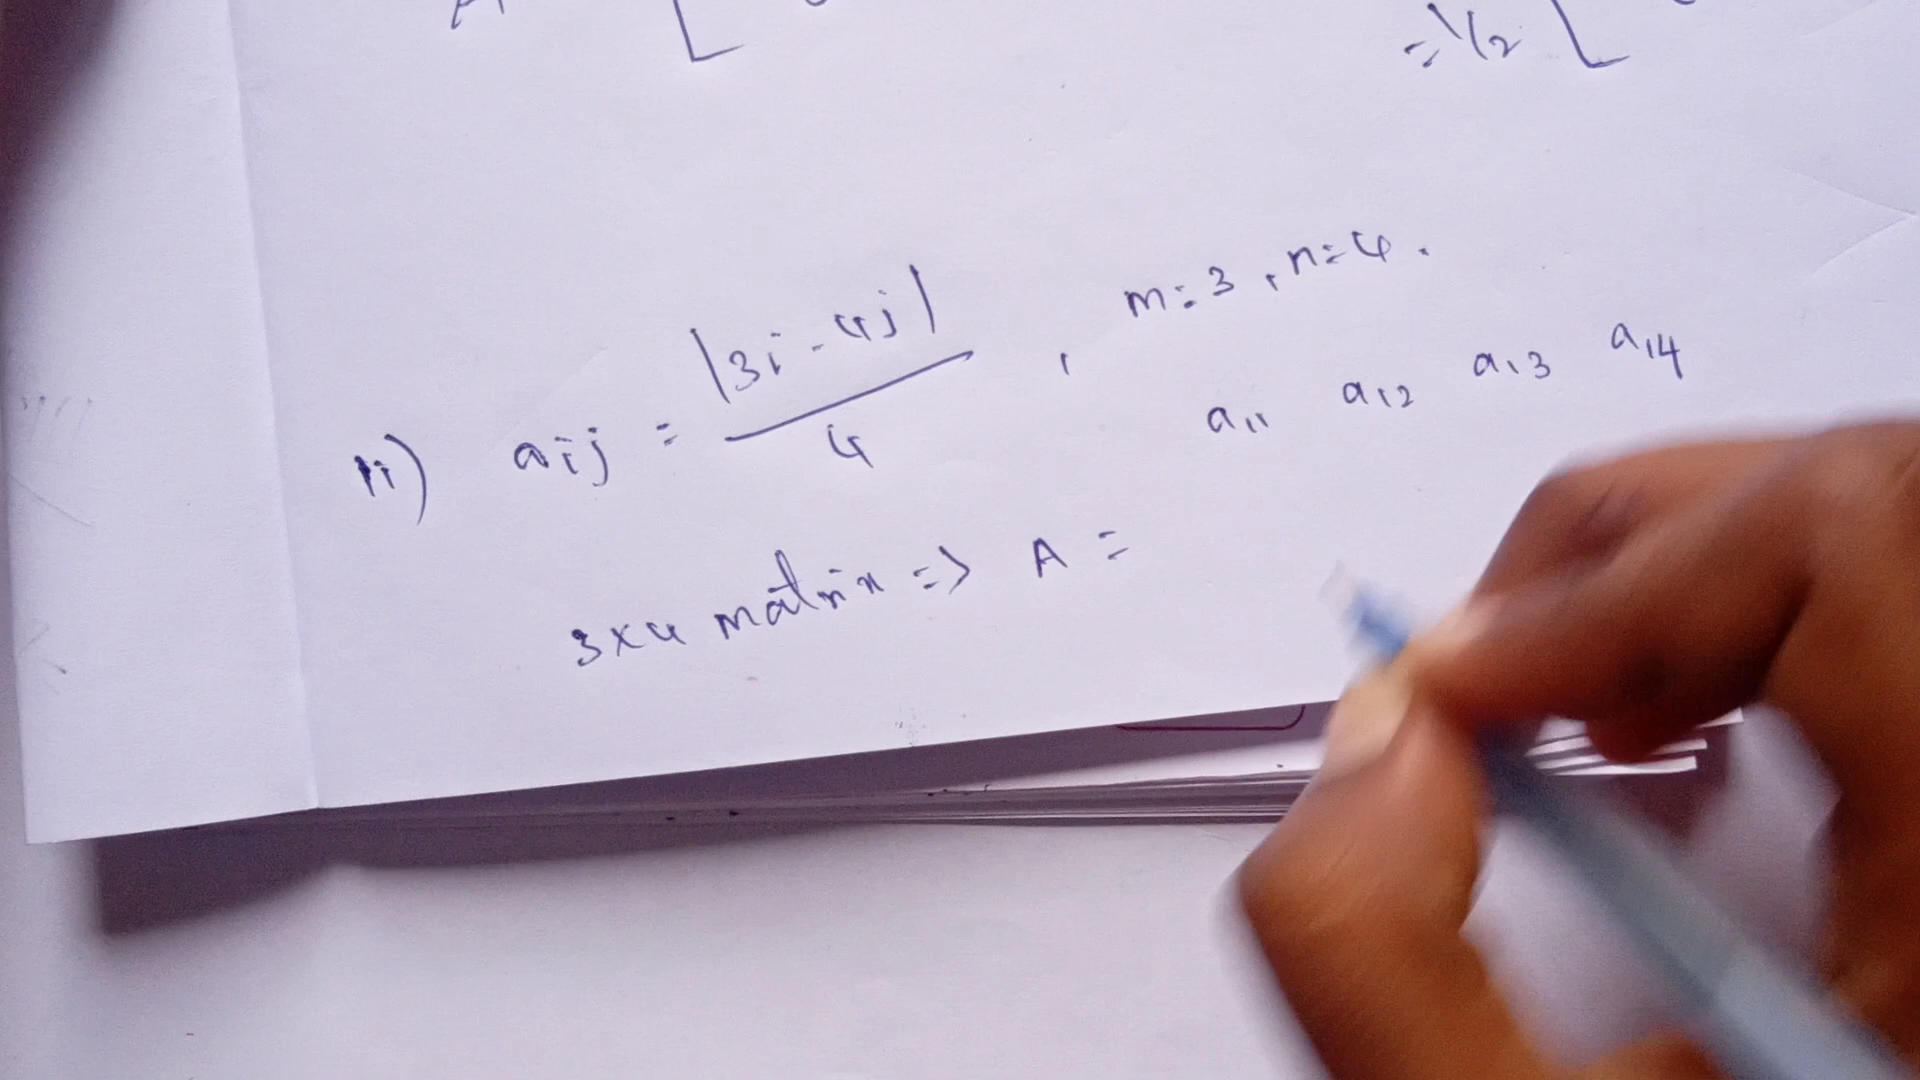 = 1/2 [
ii) aij = |3i - 4j| / 4 , m = 3 , n = 4 .
a11 a12 a13 a14
3x4 matrix => A =